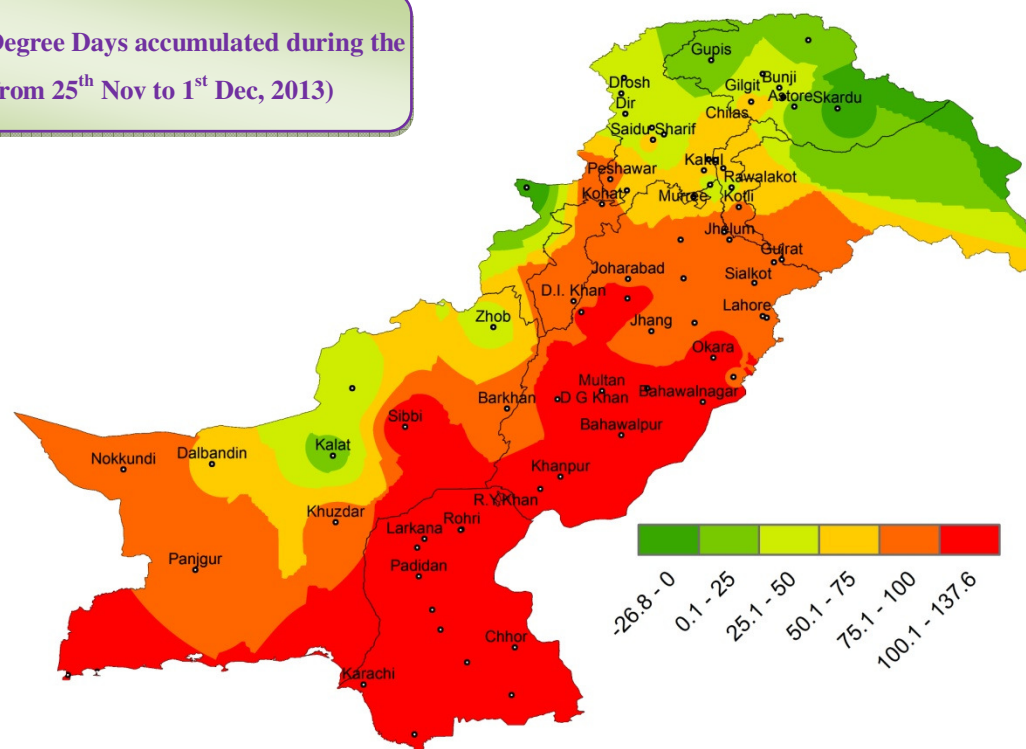 Degree Days accumulated during the
from 25th Nov to 1st Dec, 2013)
Gupis
Drosh
Bunji
Gilgit
Astore
Skardu
Dir
Chilas
Saidu Sharif
Kakul
Peshawar
Rawalakot
Kohat
Murree
Kotli
Jhelum
Gujrat
Joharabad
Sialkot
D.I. Khan
Lahore
Zhob
Jhang
Okara
Multan
Barkhan
D G Khan
Bahawalnagar
Sibbi
Bahawalpur
Kalat
Dalbandin
Nokkundi
Khanpur
R.Y.Khan
Khuzdar
Rohri
Larkana
Panjgur
Padidan
Chhor
Karachi
-26.8 - 0
0.1 - 25
25.1 - 50
50.1 - 75
75.1 - 100
100.1 - 137.6